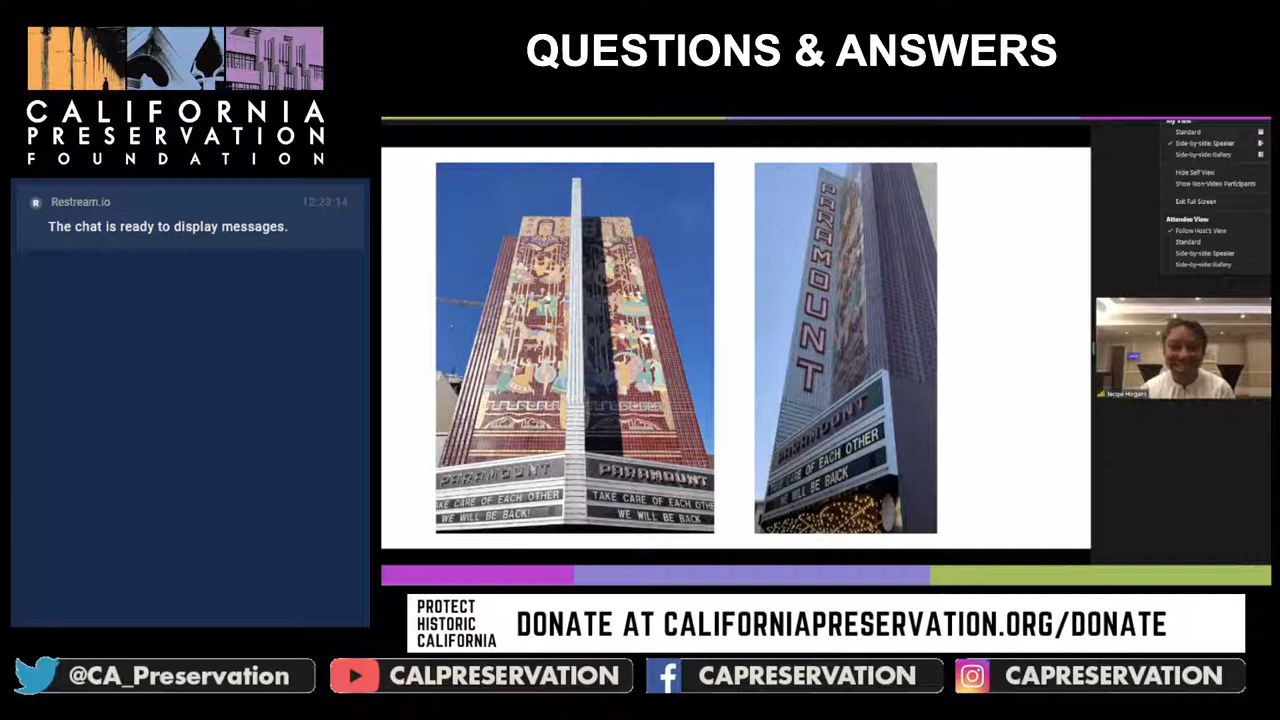 CALIFORNIA
PRESERVATION
FOUNDATION
QUESTIONS & ANSWERS
Restream.io
12:23:14
The chat is ready to display messages.
PARAMOUNT
PARAMOUNT
KE CARE OF EACH OTHER
TAKE CARE OF EACH OTHE
WE WILL BE BACK!
WE WILL BE BACK
PARAMOUNT
PARAMOUNT
CARE OF EACH OTHER
WE WILL BE BACK
My View
Standard
✓ Side-by-side: Speaker
Side-by-side: Gallery
Hide Self View
Show Non-Video Participants
Exit Full Screen
Attendee View
✓ Follow Host's View
Standard
Side-by-side: Speaker
Side-by-side: Gallery
PROTECT
HISTORIC
CALIFORNIA
DONATE AT CALIFORNIAPRESERVATION.ORG/DONATE
@CA_Preservation
CALPRESERVATION
CAPRESERVATION
CAPRESERVATION